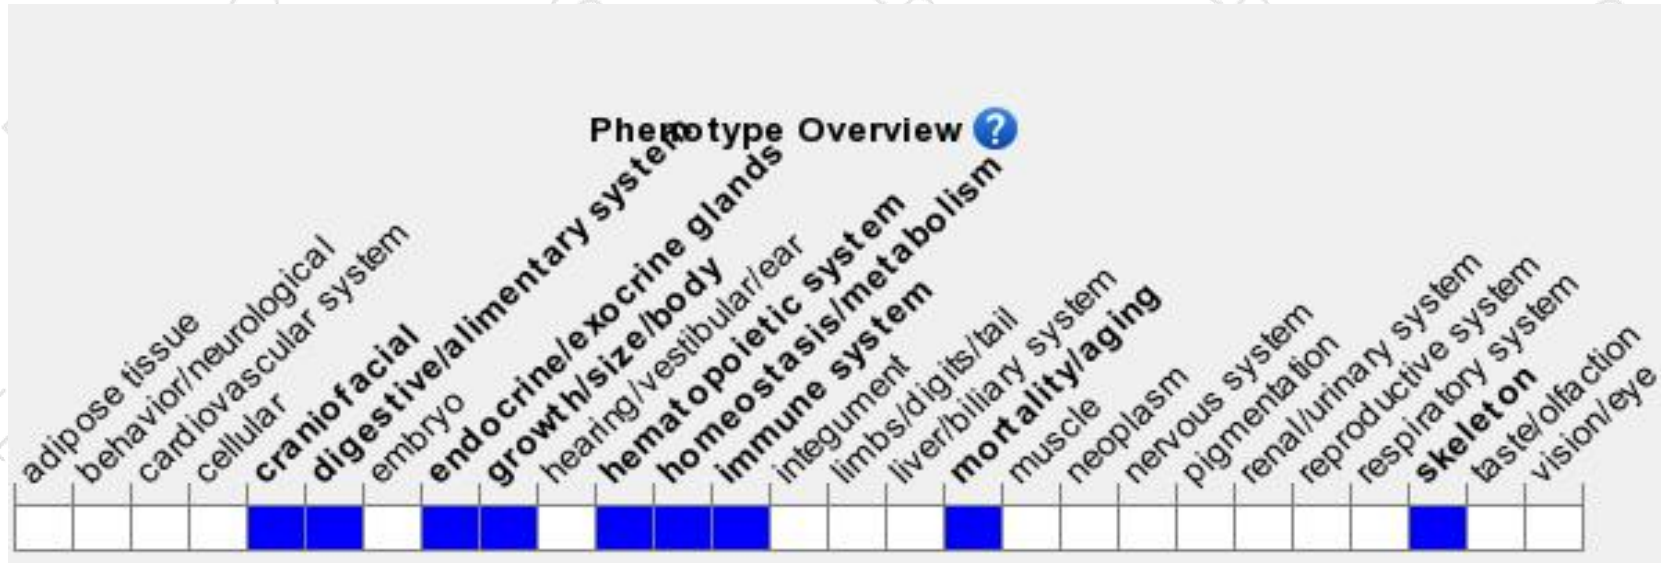 Phenotype Overview ?
adipose tissue
behavior/neurological
cardiovascular system
cellular
craniofacial
digestive/alimentary system
embryo
endocrine/exocrine glands
growth/size/body
hearing/vestibular/ear
hematopoietic system
homeostasis/metabolism
immune system
integument
limbs/digits/tail
liver/biliary system
mortality/aging
muscle
neoplasm
nervous system
pigmentation
renal/urinary system
reproductive system
respiratory system
skeleton
taste/olfaction
vision/eye